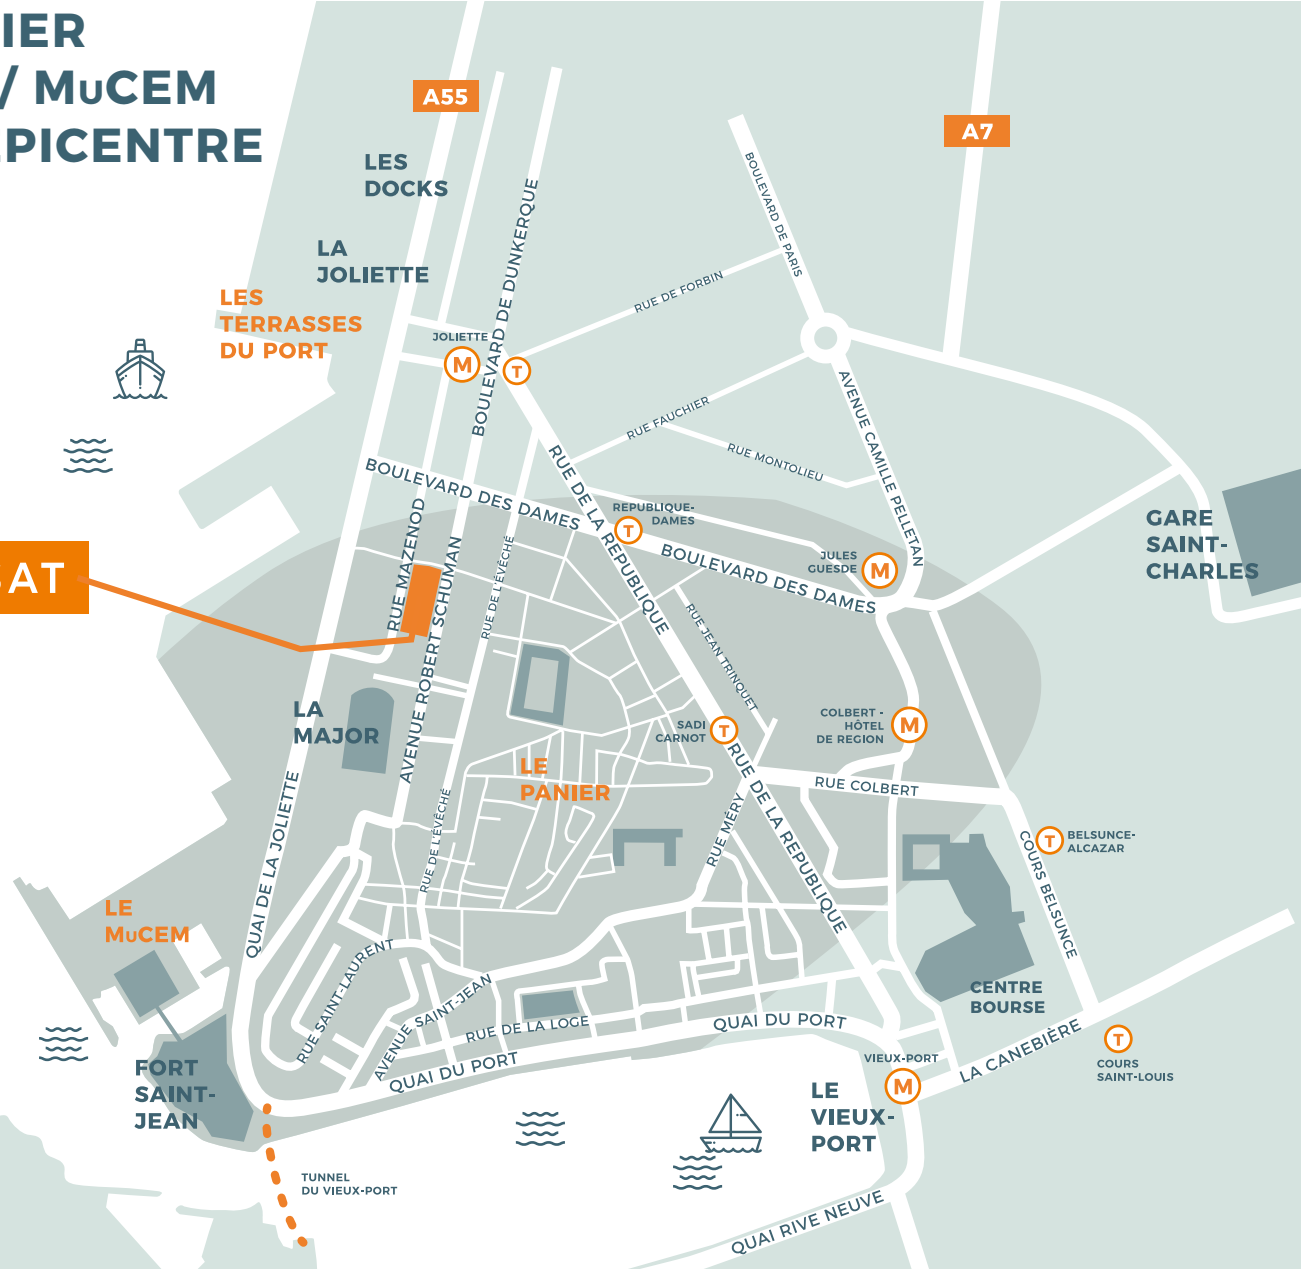 IER
/ MuCEM
EPICENTRE
A55
A7
LES
DOCKS
LA
JOLIETTE
LES
TERRASSES
DU PORT
JOLIETTE
M
T
BOULEVARD DE DUNKERQUE
BOULEVARD DE PARIS
RUE DE FORBIN
RUE FAUCHIER
RUE MONTOLIEU
AVENUE CAMILLE PELLETAN
BOULEVARD DES DAMES
RUE DE LA REPUBLIQUE
REPUBLIQUE-
DAMES
T
BOULEVARD DES DAMES
JULES
GUESDE
M
GARE
SAINT-
CHARLES
SAT
RUE MAZENOD
AVENUE ROBERT SCHUMAN
RUE DE L'ÉVÊCHÉ
RUE JEAN TRINQUET
LA
MAJOR
SADI
CARNOT
T
COLBERT -
HÔTEL
DE REGION
M
LE
PANIER
RUE COLBERT
QUAI DE LA JOLIETTE
RUE DE L'ÉVÊCHÉ
RUE MÉRY
RUE DE LA REPUBLIQUE
T
BELSUNCE-
ALCAZAR
COURS BELSUNCE
LE
MuCEM
RUE SAINT-LAURENT
AVENUE SAINT-JEAN
RUE DE LA LOGE
QUAI DU PORT
QUAI DU PORT
CENTRE
BOURSE
LA CANEBIÈRE
T
COURS
SAINT-LOUIS
VIEUX-PORT
M
FORT
SAINT-
JEAN
LE
VIEUX-
PORT
TUNNEL
DU VIEUX-PORT
QUAI RIVE NEUVE